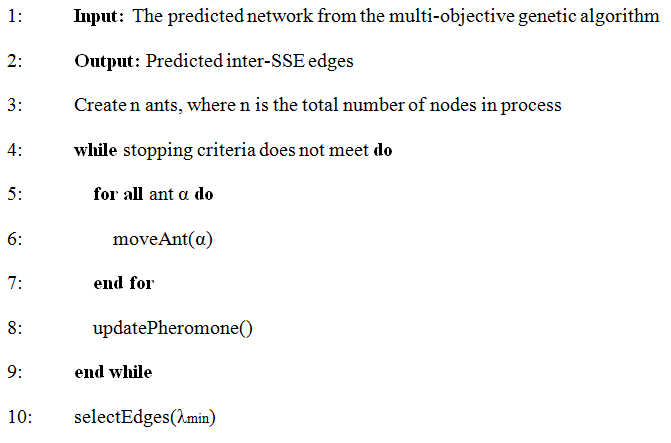 1: Input: The predicted network from the multi-objective genetic algorithm
2: Output: Predicted inter-SSE edges
3: Create n ants, where n is the total number of nodes in process
4: while stopping criteria does not meet do
5: for all ant α do
6: moveAnt(α)
7: end for
8: updatePheromone()
9: end while
10: selectEdges(λmin)